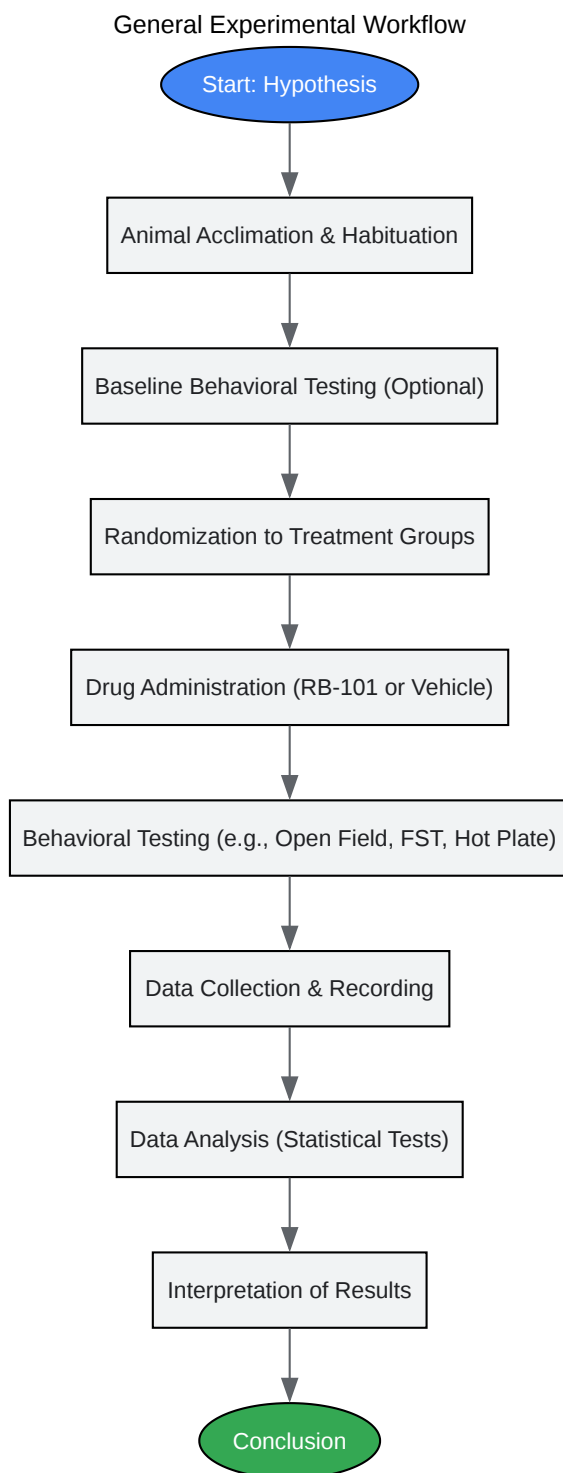 General Experimental Workflow
Start: Hypothesis
Animal Acclimation & Habituation
Baseline Behavioral Testing (Optional)
Randomization to Treatment Groups
Drug Administration (RB-101 or Vehicle)
Behavioral Testing (e.g., Open Field, FST, Hot Plate)
Data Collection & Recording
Data Analysis (Statistical Tests)
Interpretation of Results
Conclusion